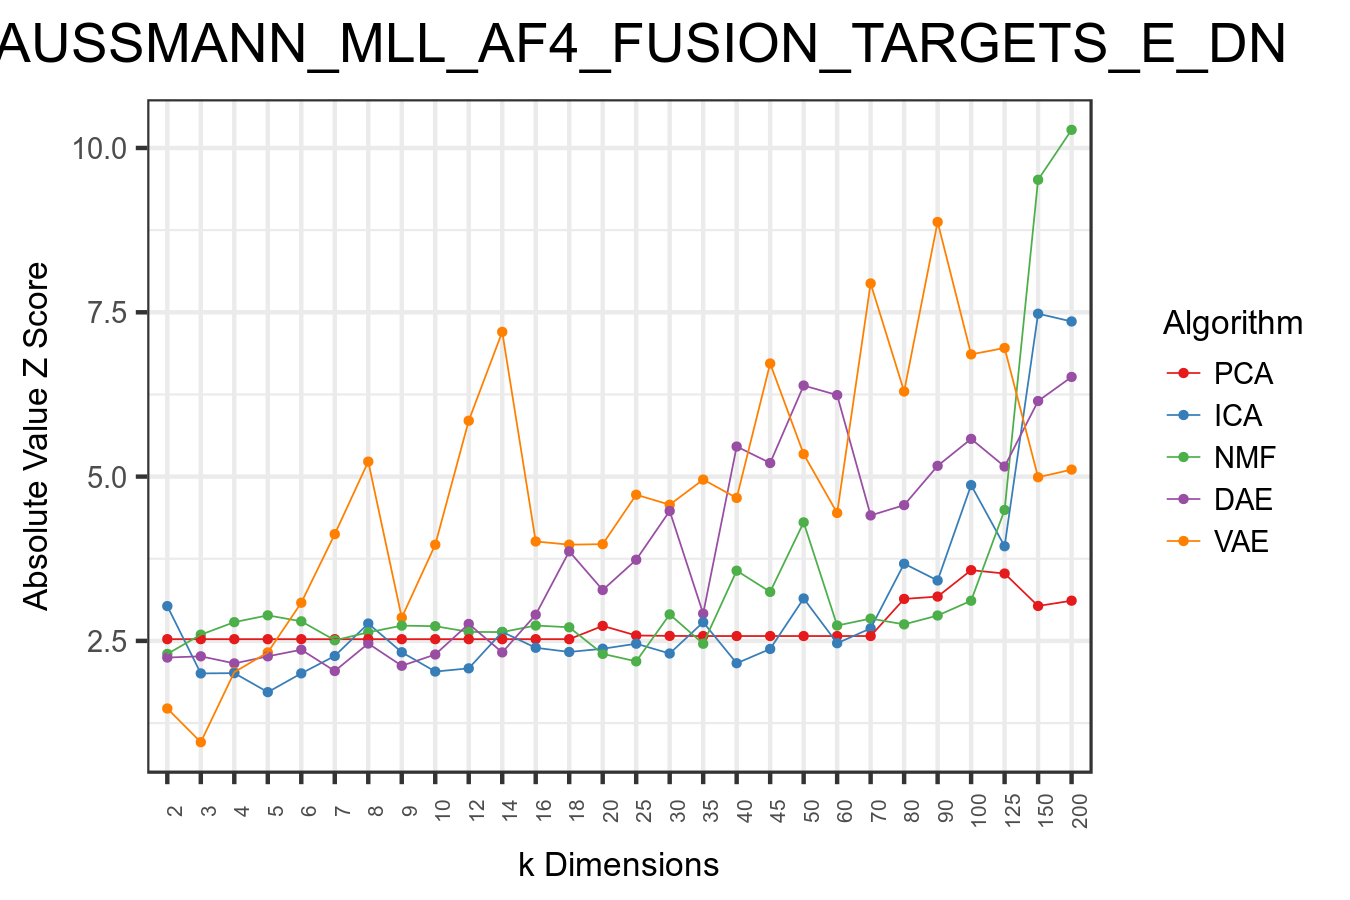 AUSSMANN_MLL_AF4_FUSION_TARGETS_E_DN
10.0
7.5
5.0
2.5
Absolute Value Z Score
2 3 4 5 6 7 8 9 10 12 14 16 18 20 25 30 35 40 45 50 60 70 80 90 100 125 150 200
k Dimensions
Algorithm
PCA
ICA
NMF
DAE
VAE